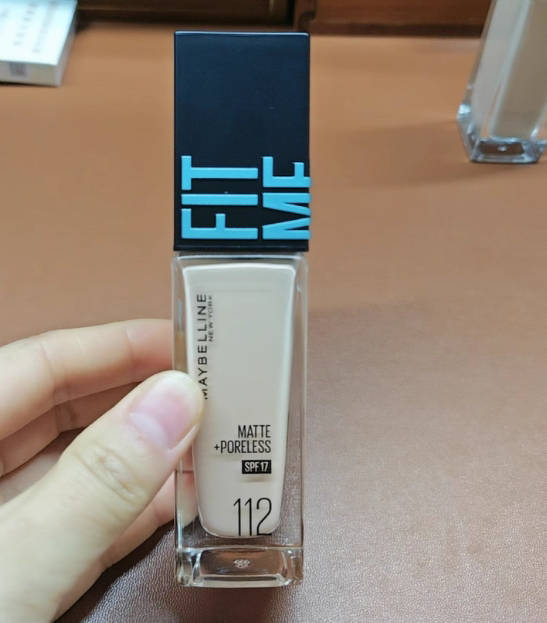 FIT
ME
MAYBELLINE
NEW YORK
MATTE
+PORELESS
SPF 17
112